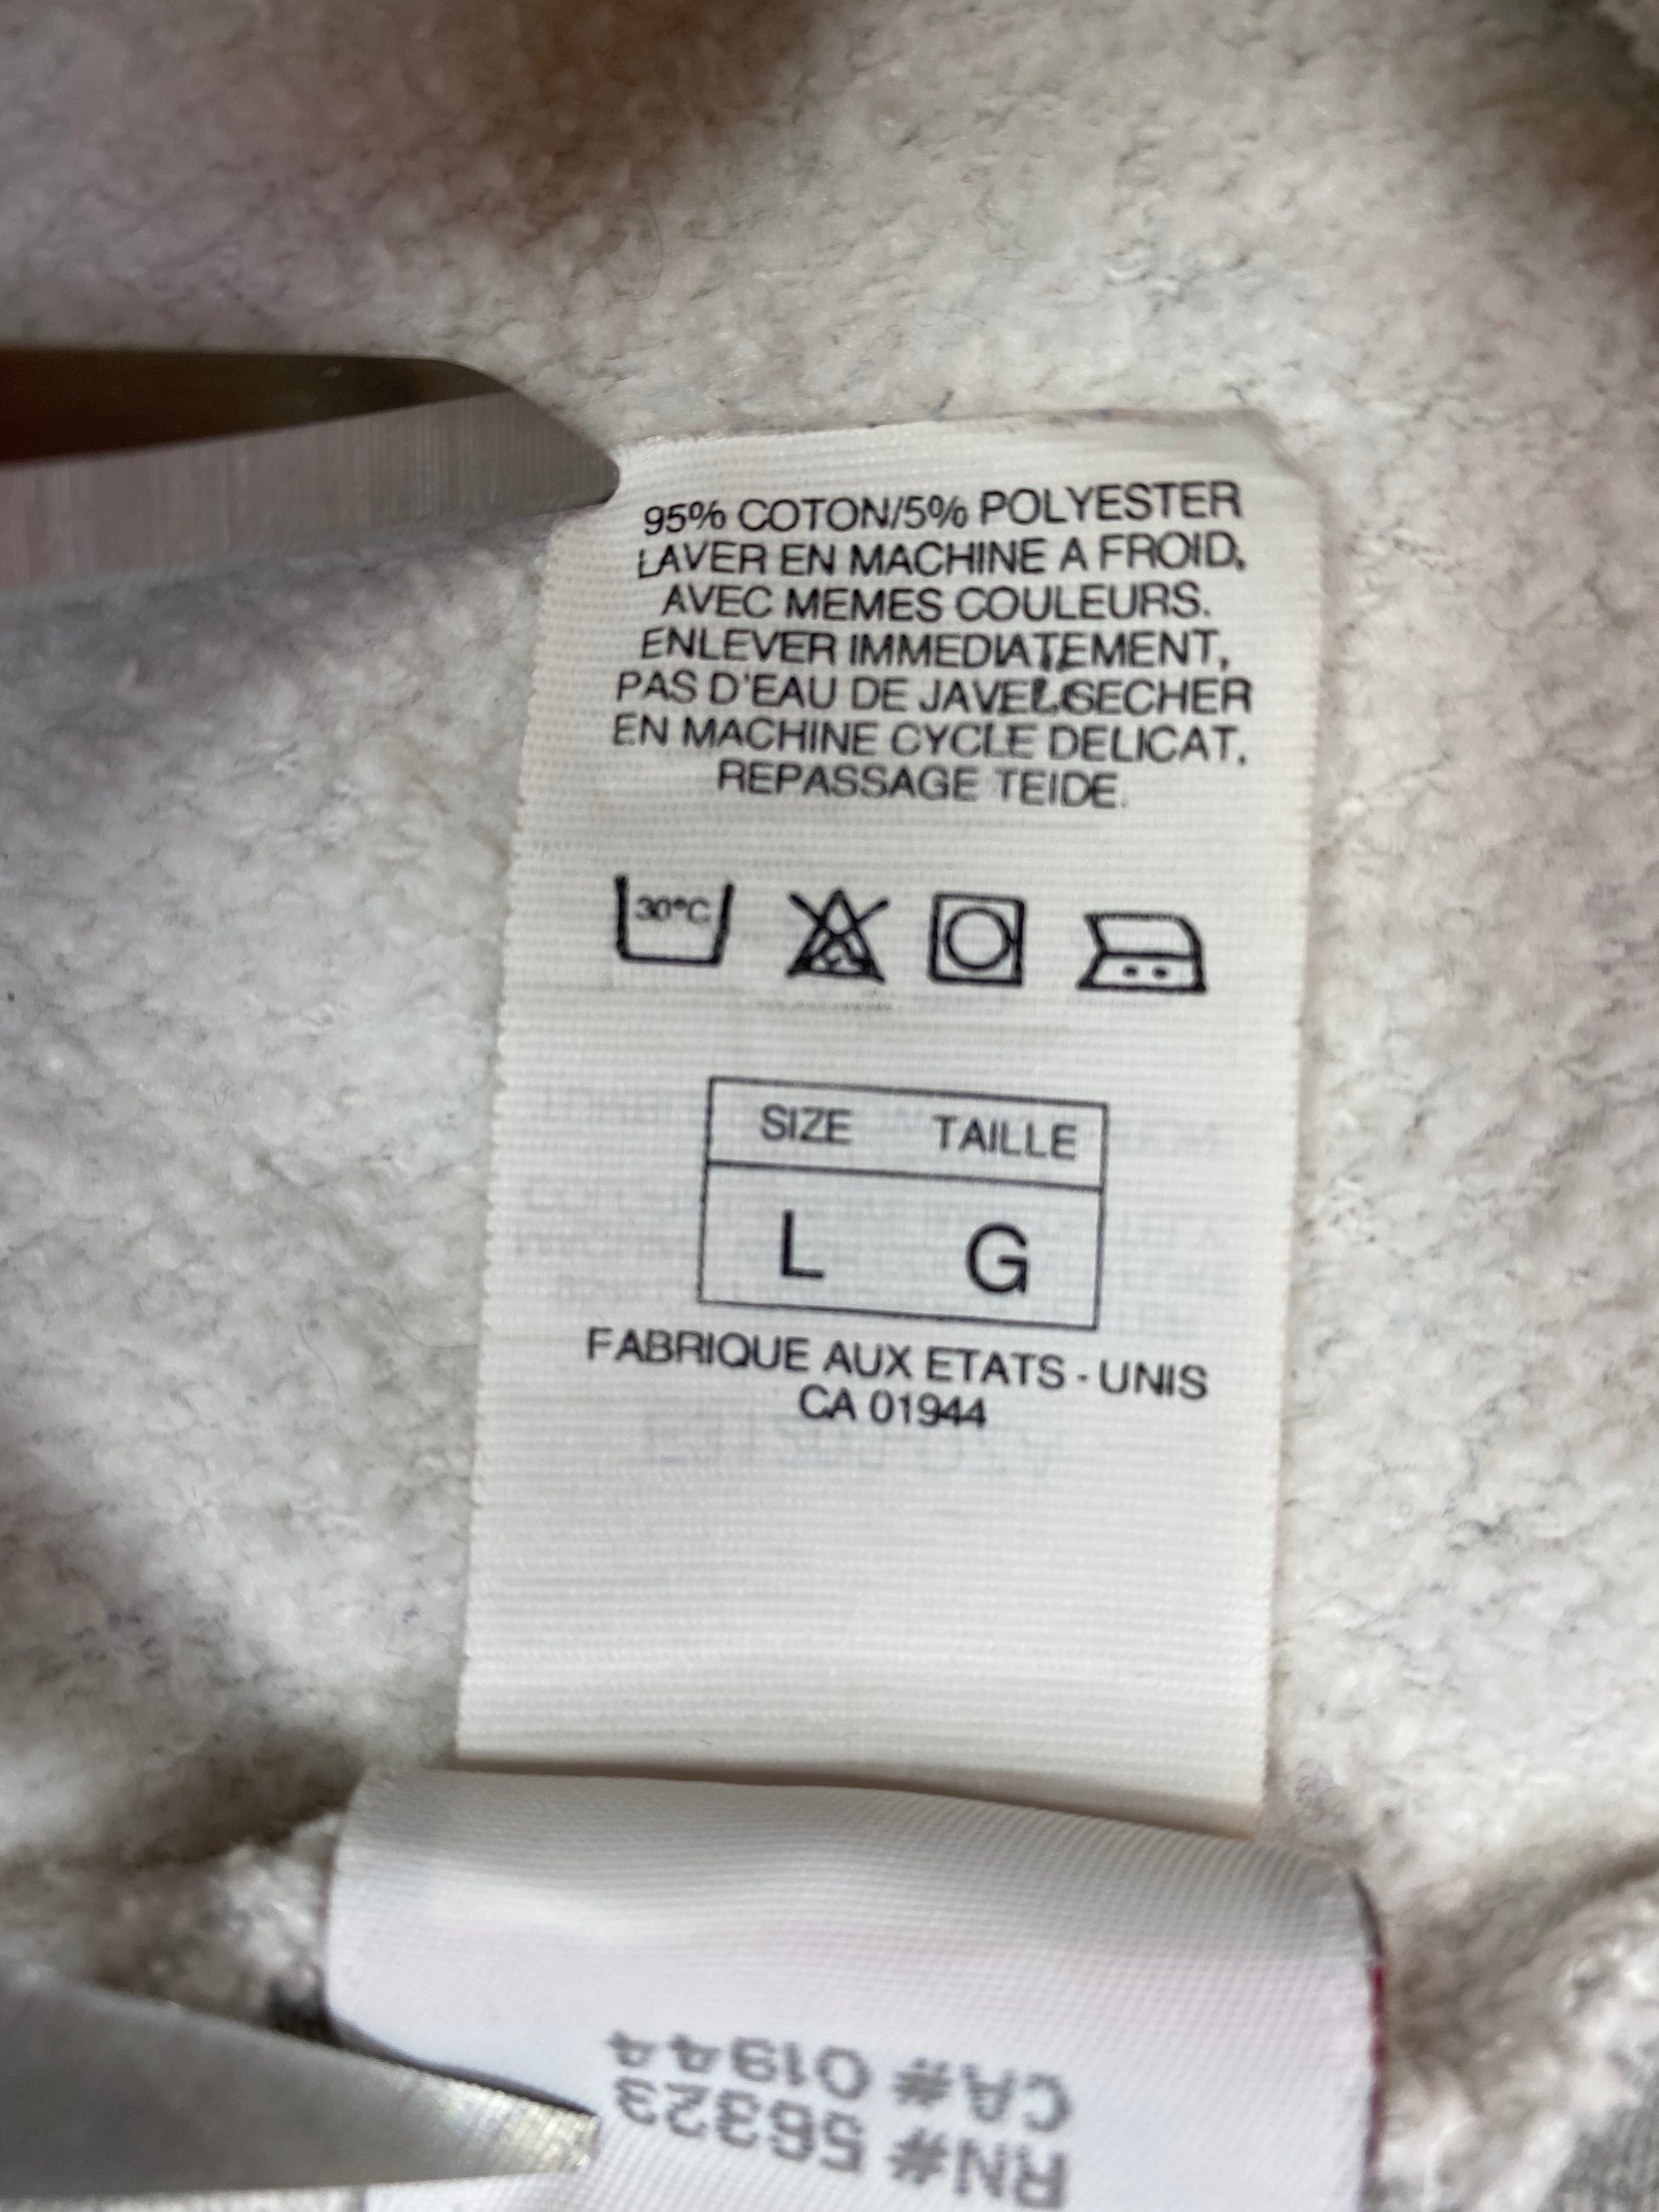 95% COTON/5% POLYESTER
LAVER EN MACHINE A FROID,
AVEC MEMES COULEURS.
ENLEVER IMMEDIATEMENT,
PAS D'EAU DE JAVEL SECHER
EN MACHINE CYCLE DELICAT,
REPASSAGE TEIDE.
30°C
SIZE TAILLE
L G
FABRIQUE AUX ETATS - UNIS
CA 01944
RN# 56323
CA# 01944